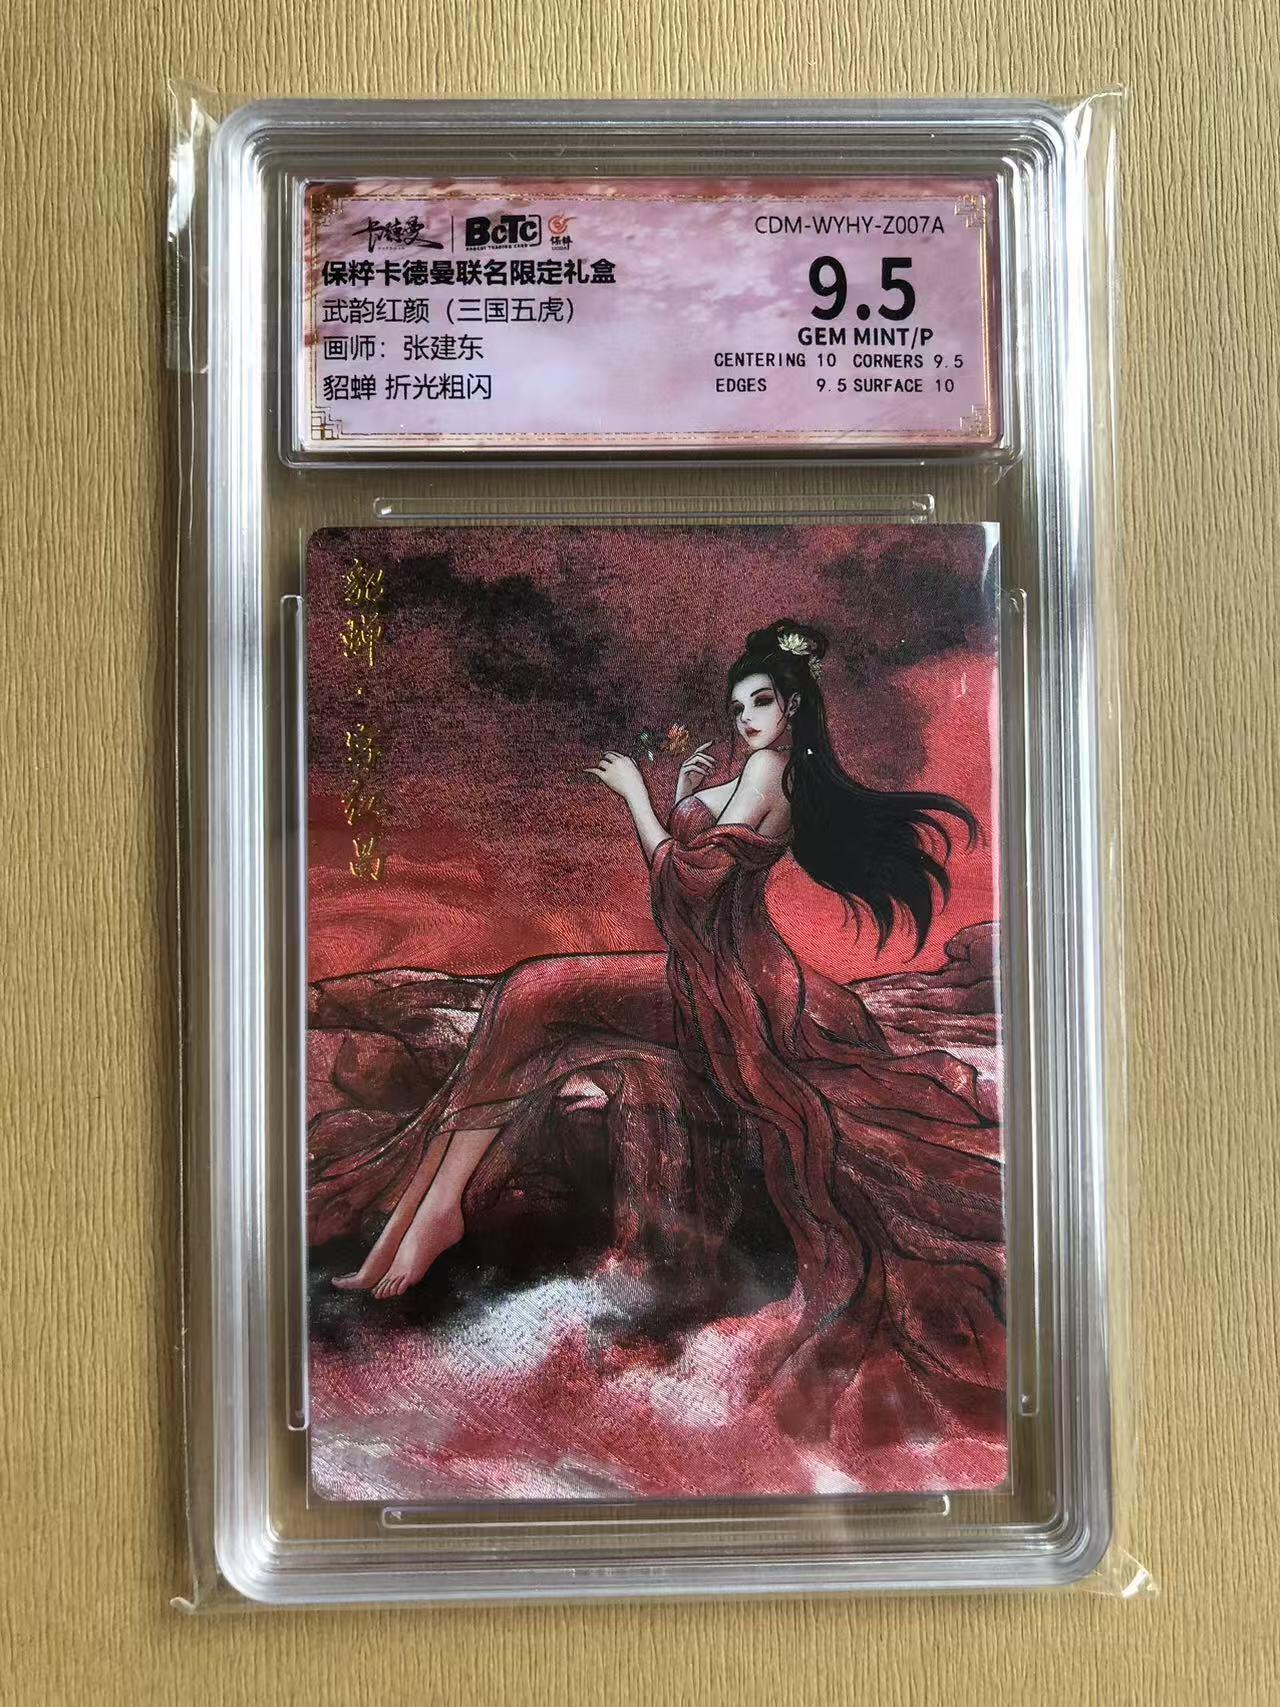 卡德曼 BCTC 保粹
CDM-WYHY-Z007A
保粹卡德曼联名限定礼盒
武韵红颜（三国五虎）
画师：张建东
貂蝉 折光粗闪
9.5
GEM MINT/P
CENTERING 10 CORNERS 9.5
EDGES 9.5 SURFACE 10
貂蝉·